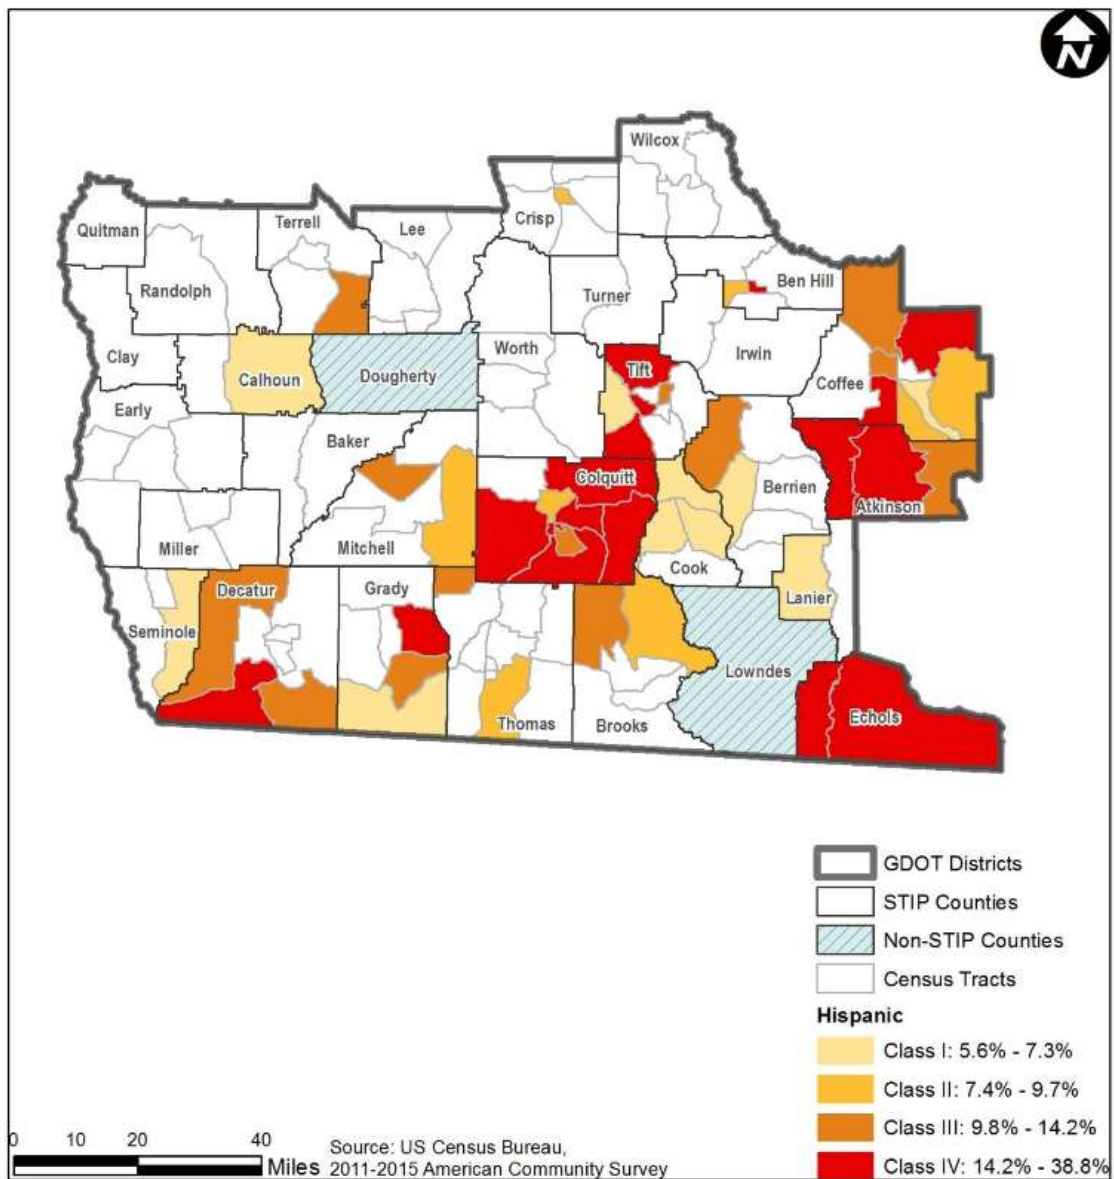 N
Wilcox
Quitman
Terrell
Lee
Crisp
Randolph
Turner
Ben Hill
Clay
Calhoun
Dougherty
Worth
Tift
Irwin
Coffee
Early
Baker
Colquitt
Berrien
Atkinson
Miller
Mitchell
Cook
Decatur
Grady
Lanier
Seminole
Lowndes
Thomas
Brooks
Echols
GDOT Districts
STIP Counties
Non-STIP Counties
Census Tracts
Hispanic
Class I: 5.6% - 7.3%
Class II: 7.4% - 9.7%
Class III: 9.8% - 14.2%
Class IV: 14.2% - 38.8%
0 10 20 40
Miles
Source: US Census Bureau,
2011-2015 American Community Survey